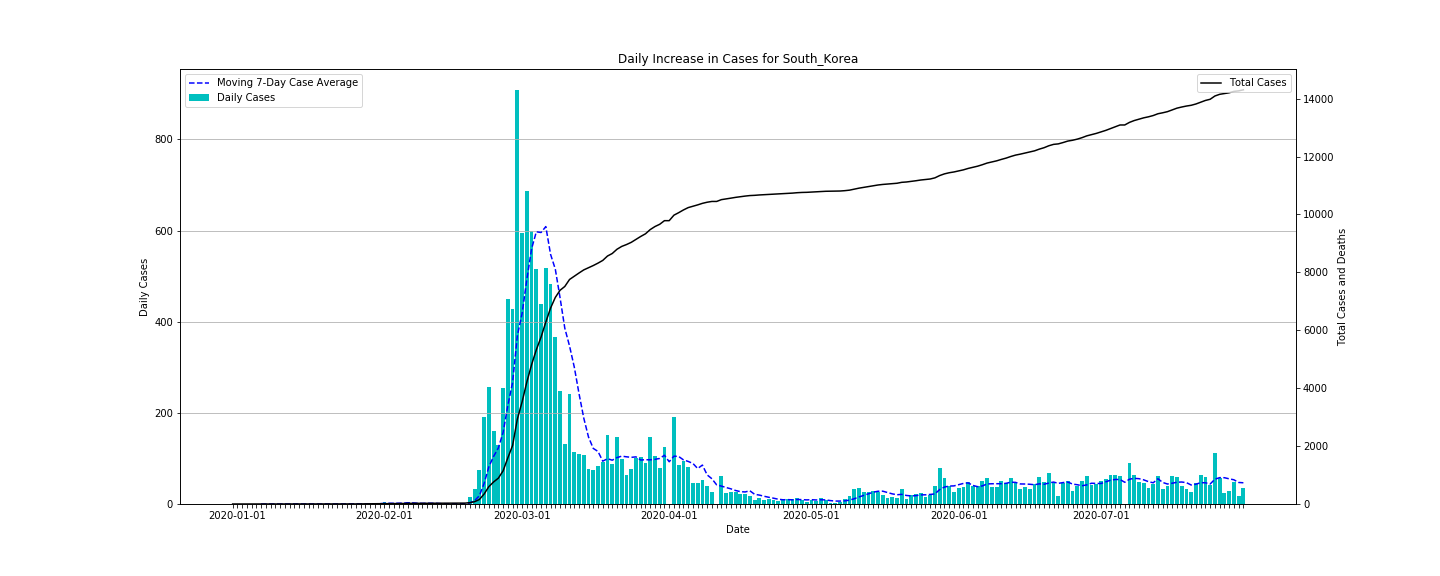 Daily Increase in Cases for South_Korea
Moving 7-Day Case Average
Daily Cases
Total Cases
800
600
400
200
0
Daily Cases
14000
12000
10000
8000
6000
4000
2000
0
Total Cases and Deaths
2020-01-01 2020-02-01 2020-03-01 2020-04-01 2020-05-01 2020-06-01 2020-07-01
Date